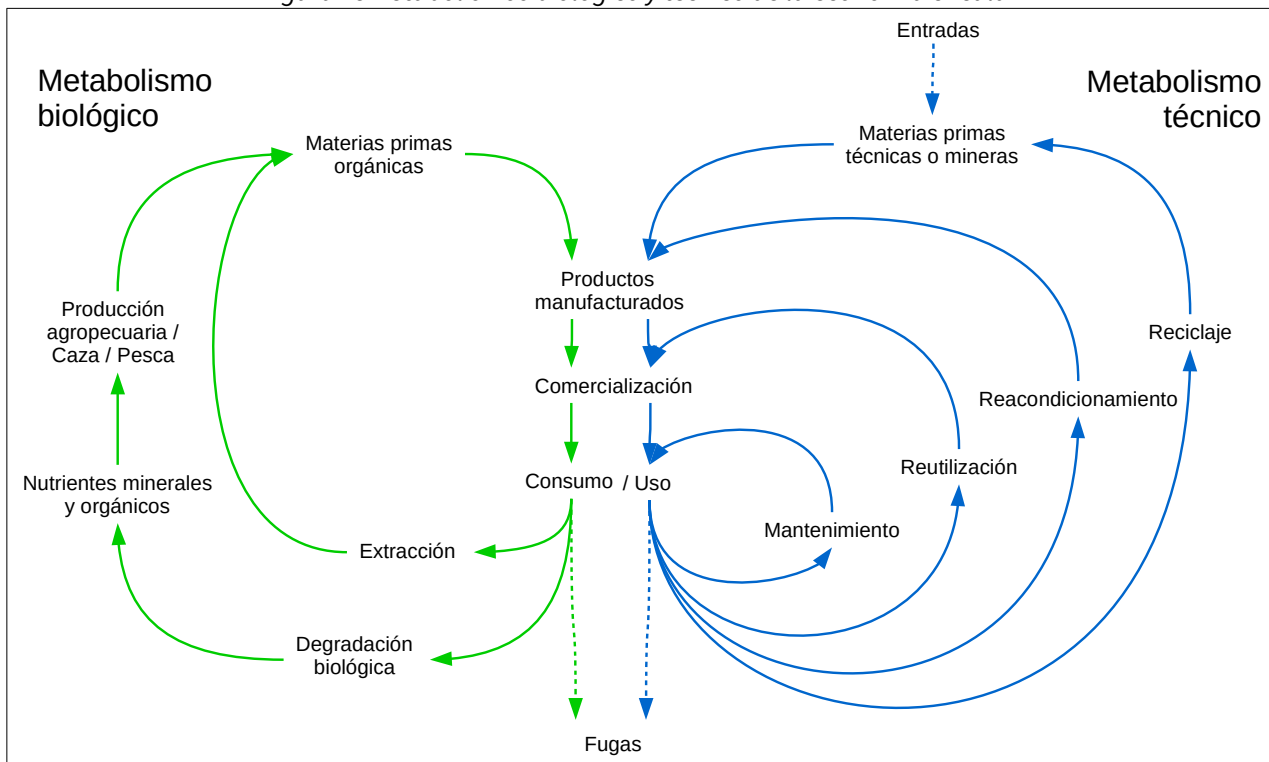 Entradas
Metabolismo
biológico
Metabolismo
técnico
Materias primas
orgánicas
Materias primas
técnicas o mineras
Productos
manufacturados
Producción
agropecuaria /
Caza / Pesca
Reciclaje
Comercialización
Reacondicionamiento
Nutrientes minerales
y orgánicos
Consumo / Uso
Reutilización
Mantenimiento
Extracción
Degradación
biológica
Fugas